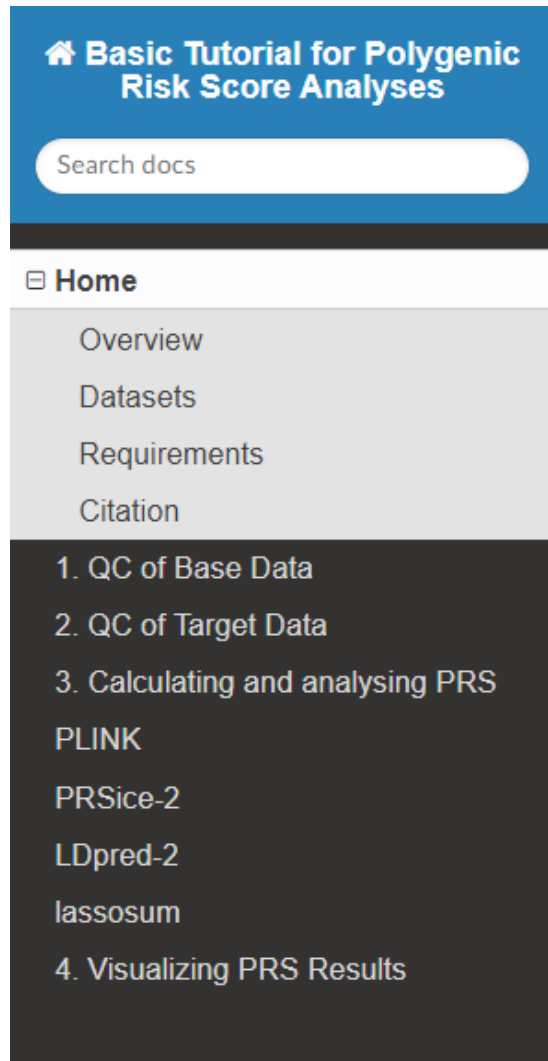 Basic Tutorial for Polygenic
Risk Score Analyses
Search docs
Home
Overview
Datasets
Requirements
Citation
1. QC of Base Data
2. QC of Target Data
3. Calculating and analysing PRS
PLINK
PRSice-2
LDpred-2
lassosum
4. Visualizing PRS Results